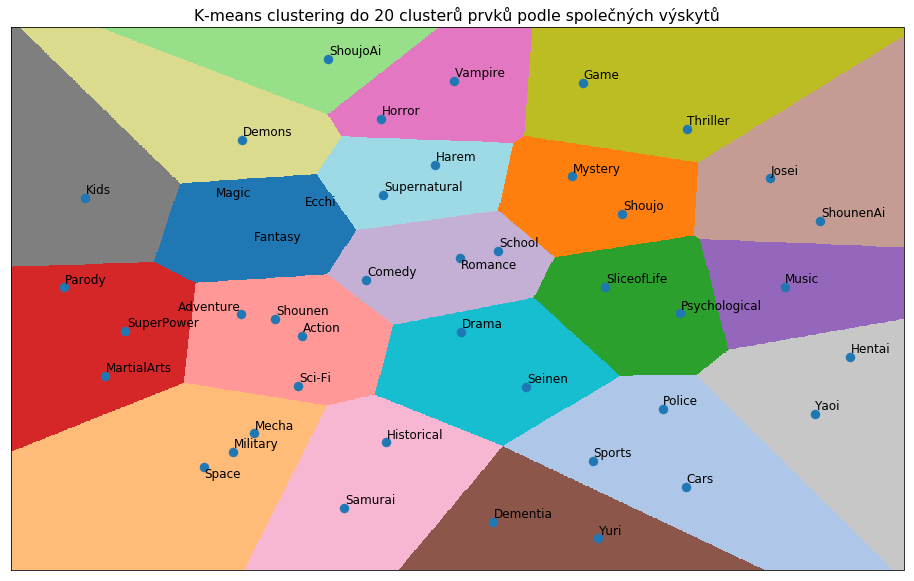 K-means clustering do 20 clusterů prvků podle společných výskytů
ShoujoAi
Vampire
Game
Horror
Thriller
Demons
Harem
Mystery
Josei
Kids
Magic
Ecchi
Supernatural
Shoujo
ShounenAi
Fantasy
School
Romance
Comedy
SliceofLife
Music
Parody
Adventure
Shounen
Psychological
SuperPower
Action
Drama
Hentai
MartialArts
Sci-Fi
Seinen
Police
Yaoi
Mecha
Military
Historical
Space
Sports
Cars
Samurai
Dementia
Yuri